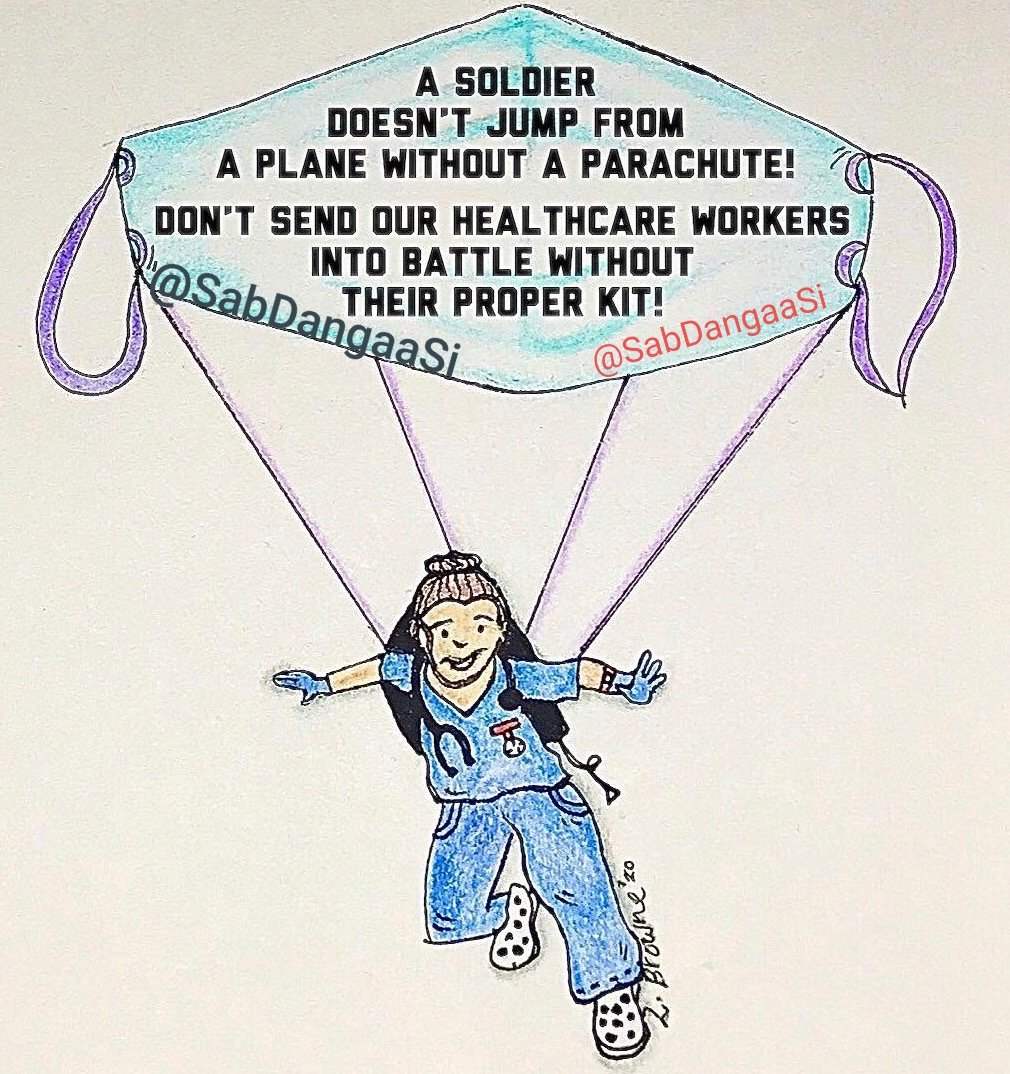 A SOLDIER
DOESN'T JUMP FROM
A PLANE WITHOUT A PARACHUTE!
DON'T SEND OUR HEALTHCARE WORKERS
INTO BATTLE WITHOUT
THEIR PROPER KIT!
@SabDangaaSi
@SabDangaaSi
Z. Browne '20